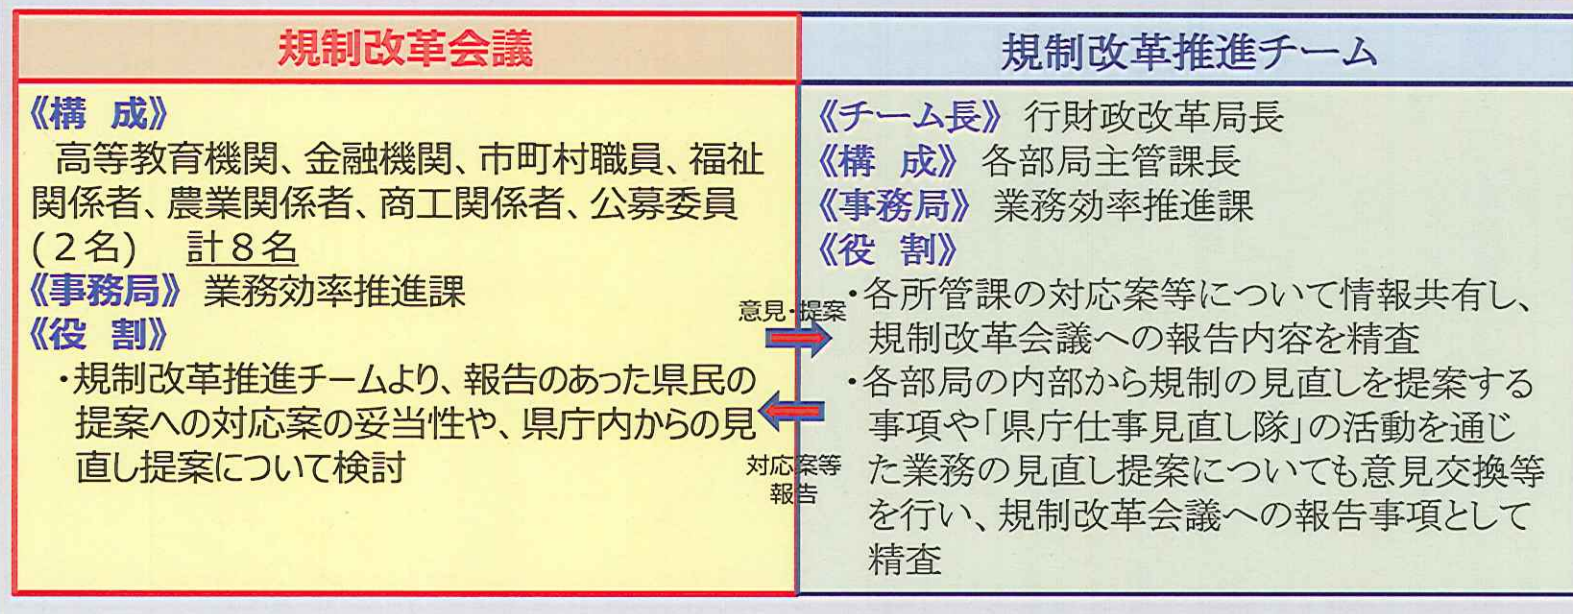 規制改革会議
《構 成》
高等教育機関、金融機関、市町村職員、福祉
関係者、農業関係者、商工関係者、公募委員
(2名) 計8名
《事務局》 業務効率推進課
《役 割》
・規制改革推進チームより、報告のあった県民の
提案への対応案の妥当性や、県庁内からの見
直し提案について検討
意見・提案
対応案等
報告
規制改革推進チーム
《チーム長》 行財政改革局長
《構 成》 各部局主管課長
《事務局》 業務効率推進課
《役 割》
・各所管課の対応案等について情報共有し、
規制改革会議への報告内容を精査
・各部局の内部から規制の見直しを提案する
事項や「県庁仕事見直し隊」の活動を通じ
た業務の見直し提案についても意見交換等
を行い、規制改革会議への報告事項として
精査